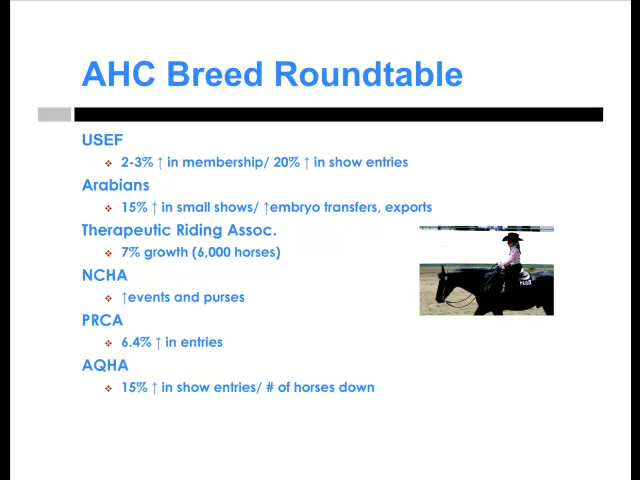 AHC Breed Roundtable
USEF
2-3% ↑ in membership/ 20% ↑ in show entries
Arabians
15% ↑ in small shows/ ↑embryo transfers, exports
Therapeutic Riding Assoc.
7% growth (6,000 horses)
NCHA
↑events and purses
PRCA
6.4% ↑ in entries
AQHA
15% ↑ in show entries/ # of horses down